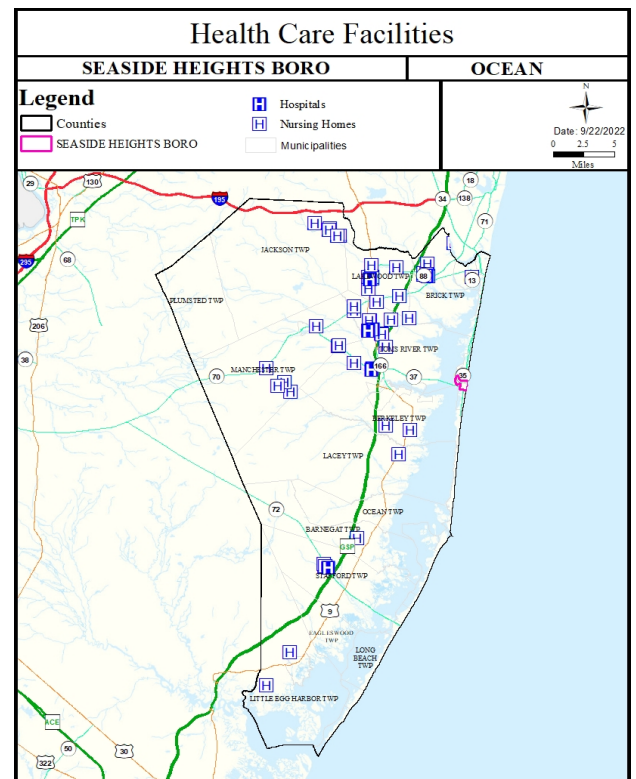 Health Care Facilities
SEASIDE HEIGHTS BORO
OCEAN
Legend
Counties
SEASIDE HEIGHTS BORO
H Hospitals
H Nursing Homes
Municipalities
N
Date: 9/22/2022
0 2.5 5
Miles
29
130
18
195
34
138
TPK
71
JACKSON TWP
68
295
LAKEWOOD TWP
88
13
PLUMSTED TWP
BRICK TWP
206
TOMS RIVER TWP
38
166
70
MANCHESTER TWP
37
35
BERKELEY TWP
LACEY TWP
72
OCEAN TWP
BARNEGAT TWP
GSP
STAFFORD TWP
9
EAGLESWOOD
TWP
LONG
BEACH
TWP
LITTLE EGG HARBOR TWP
ACE
50
30
322